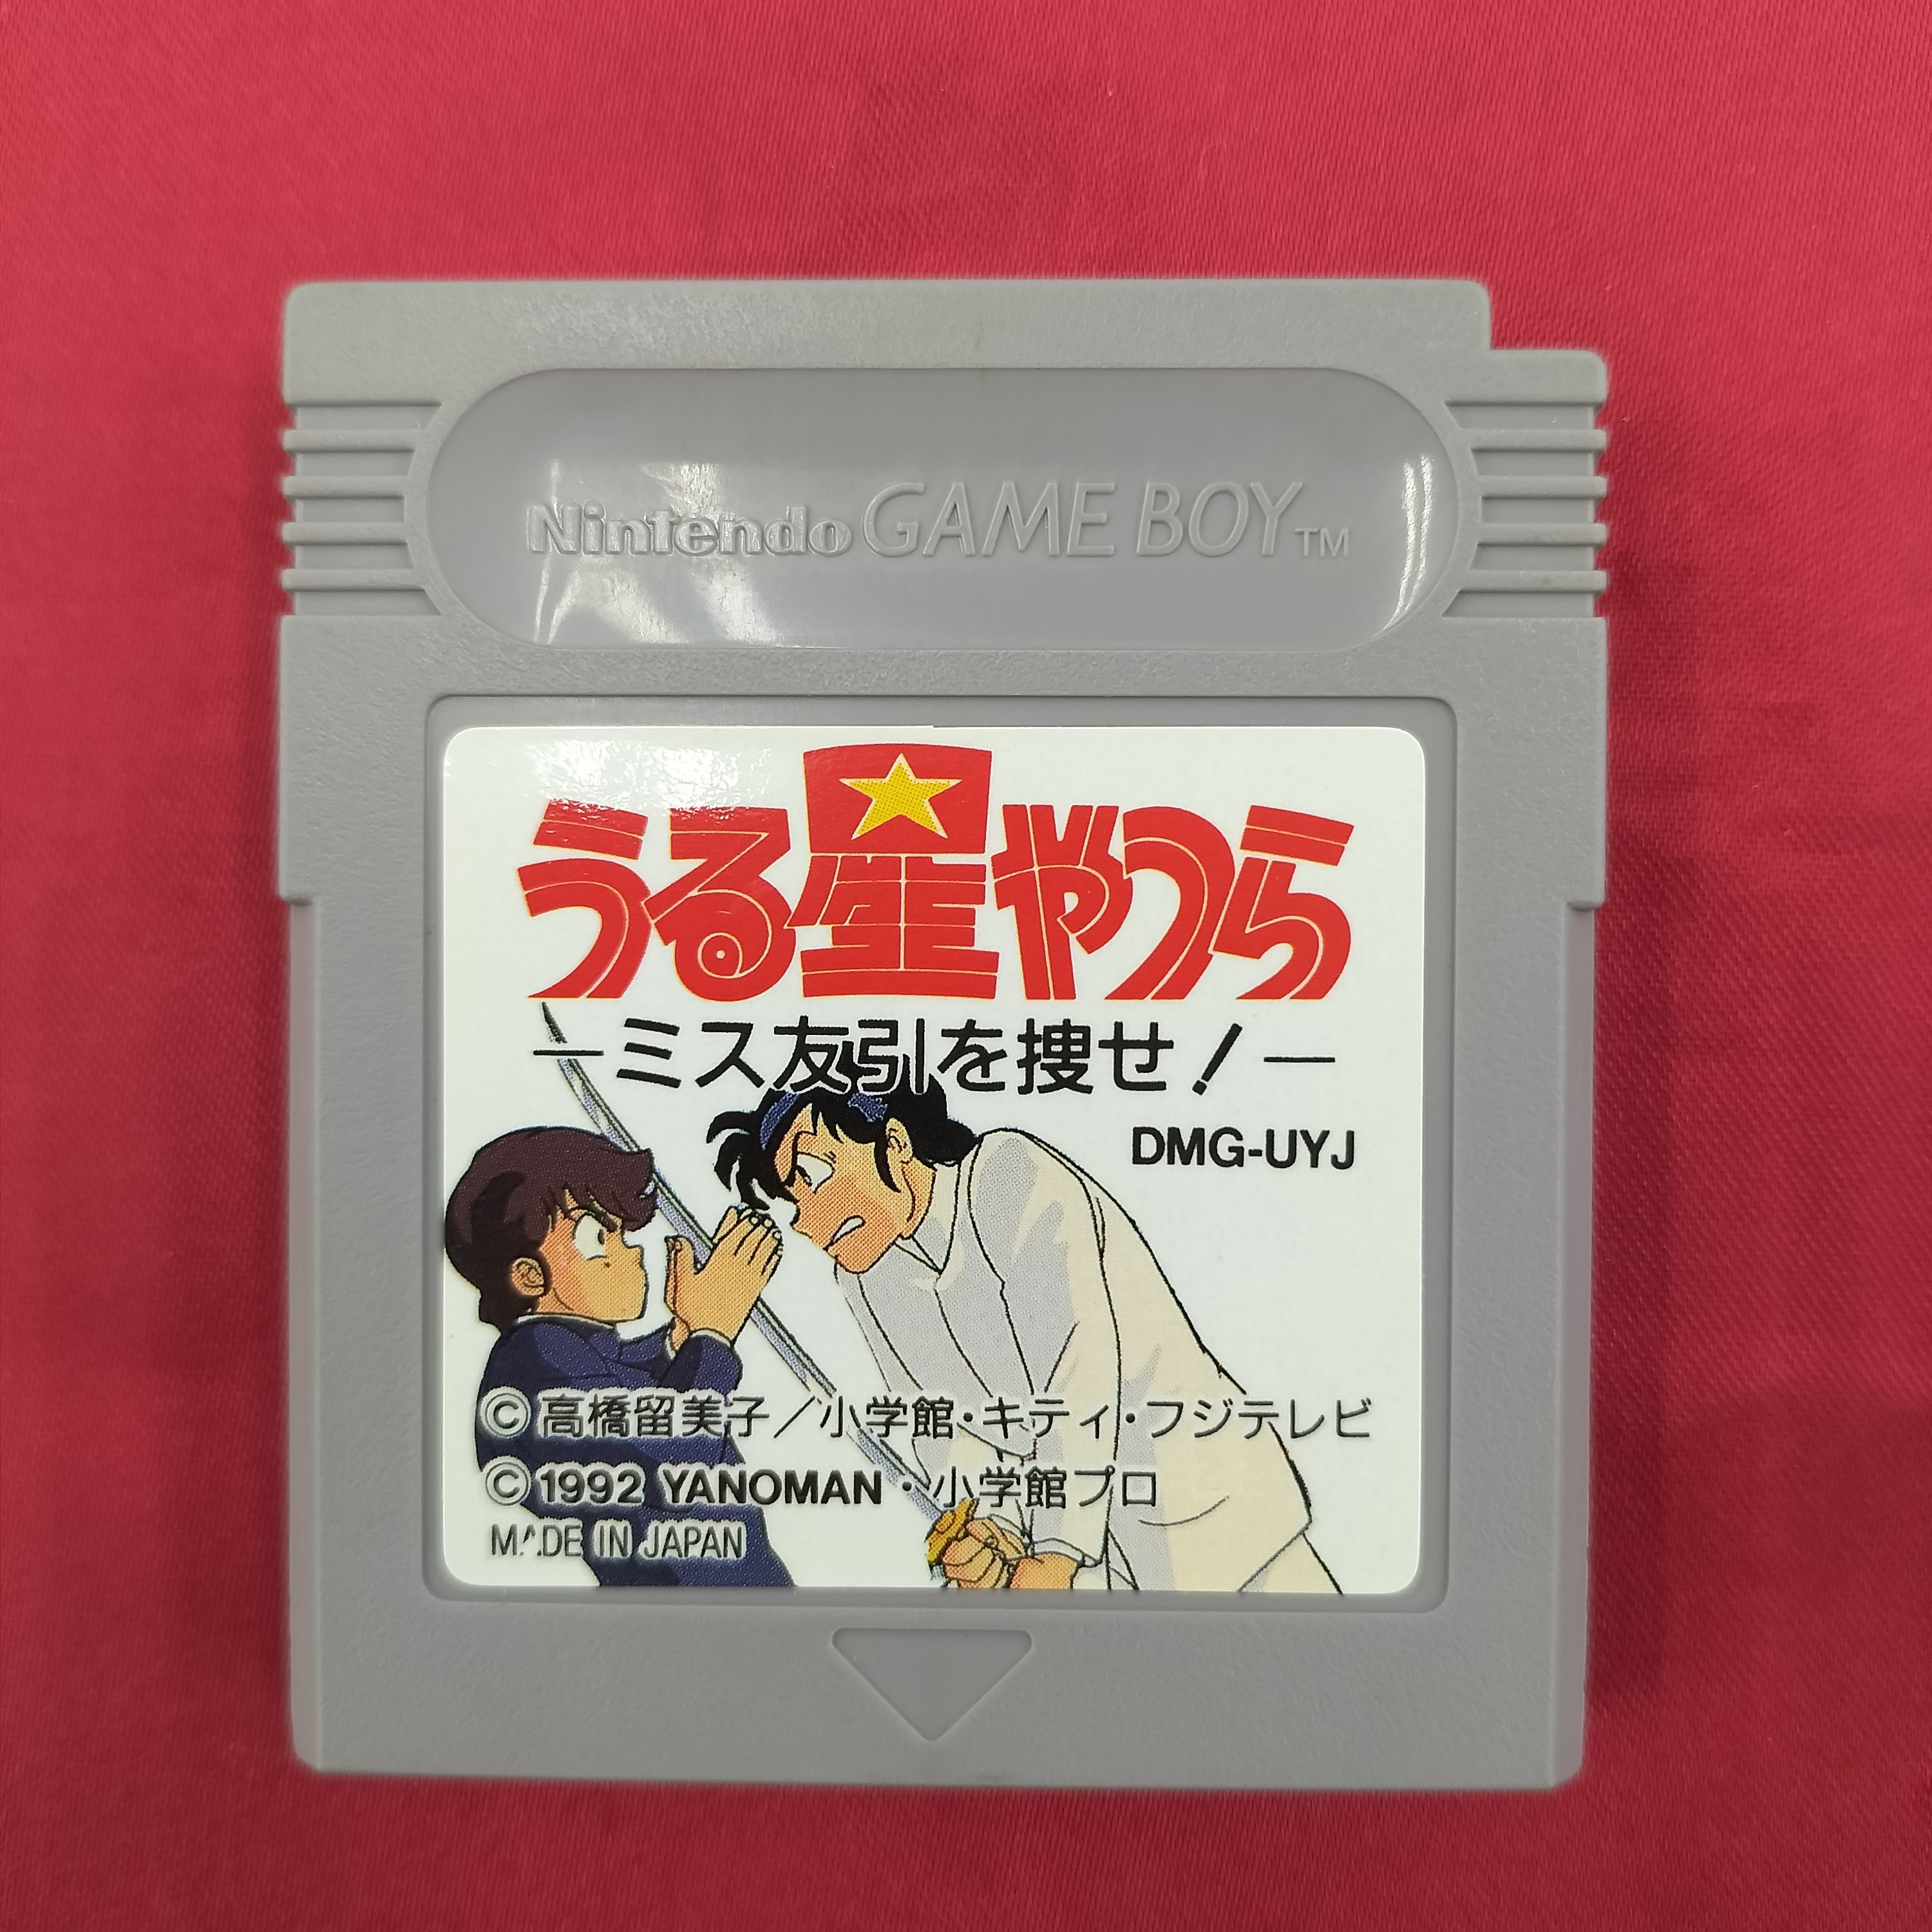 Nintendo GAME BOY TM
うる星やつら
―ミス友引を捜せ!―
DMG-UYJ
© 高橋留美子/小学館・キティ・フジテレビ
© 1992 YANOMAN・小学館プロ
MADE IN JAPAN